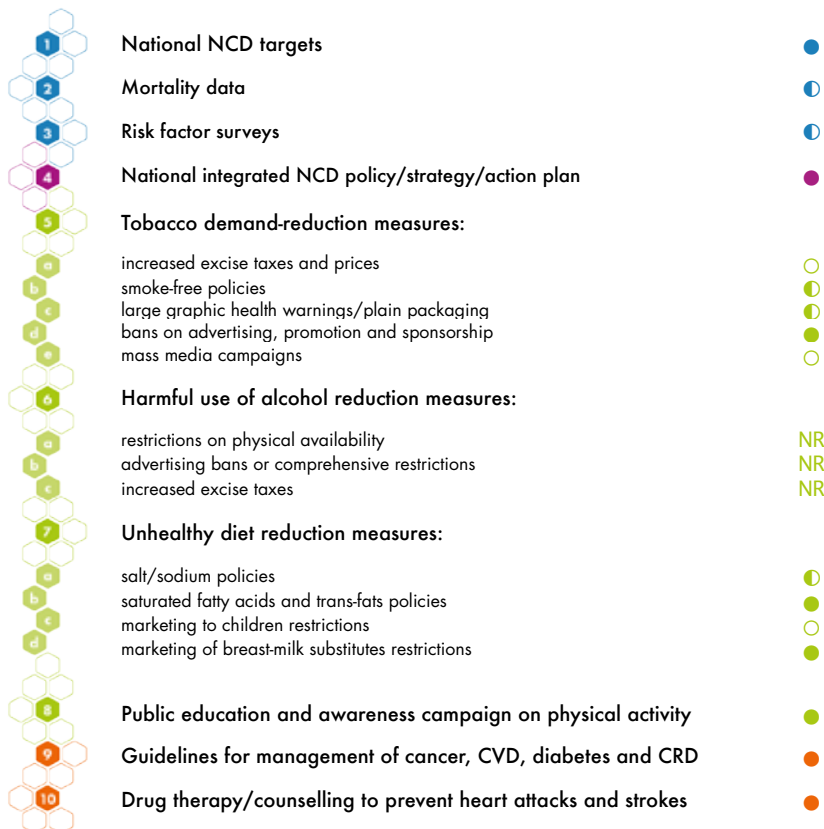 1 National NCD targets
2 Mortality data
3 Risk factor surveys
4 National integrated NCD policy/strategy/action plan
5 Tobacco demand-reduction measures:
a increased excise taxes and prices
b smoke-free policies
c large graphic health warnings/plain packaging
d bans on advertising, promotion and sponsorship
e mass media campaigns
6 Harmful use of alcohol reduction measures:
a restrictions on physical availability NR
b advertising bans or comprehensive restrictions NR
c increased excise taxes NR
7 Unhealthy diet reduction measures:
a salt/sodium policies
b saturated fatty acids and trans-fats policies
c marketing to children restrictions
d marketing of breast-milk substitutes restrictions
8 Public education and awareness campaign on physical activity
9 Guidelines for management of cancer, CVD, diabetes and CRD
10 Drug therapy/counselling to prevent heart attacks and strokes